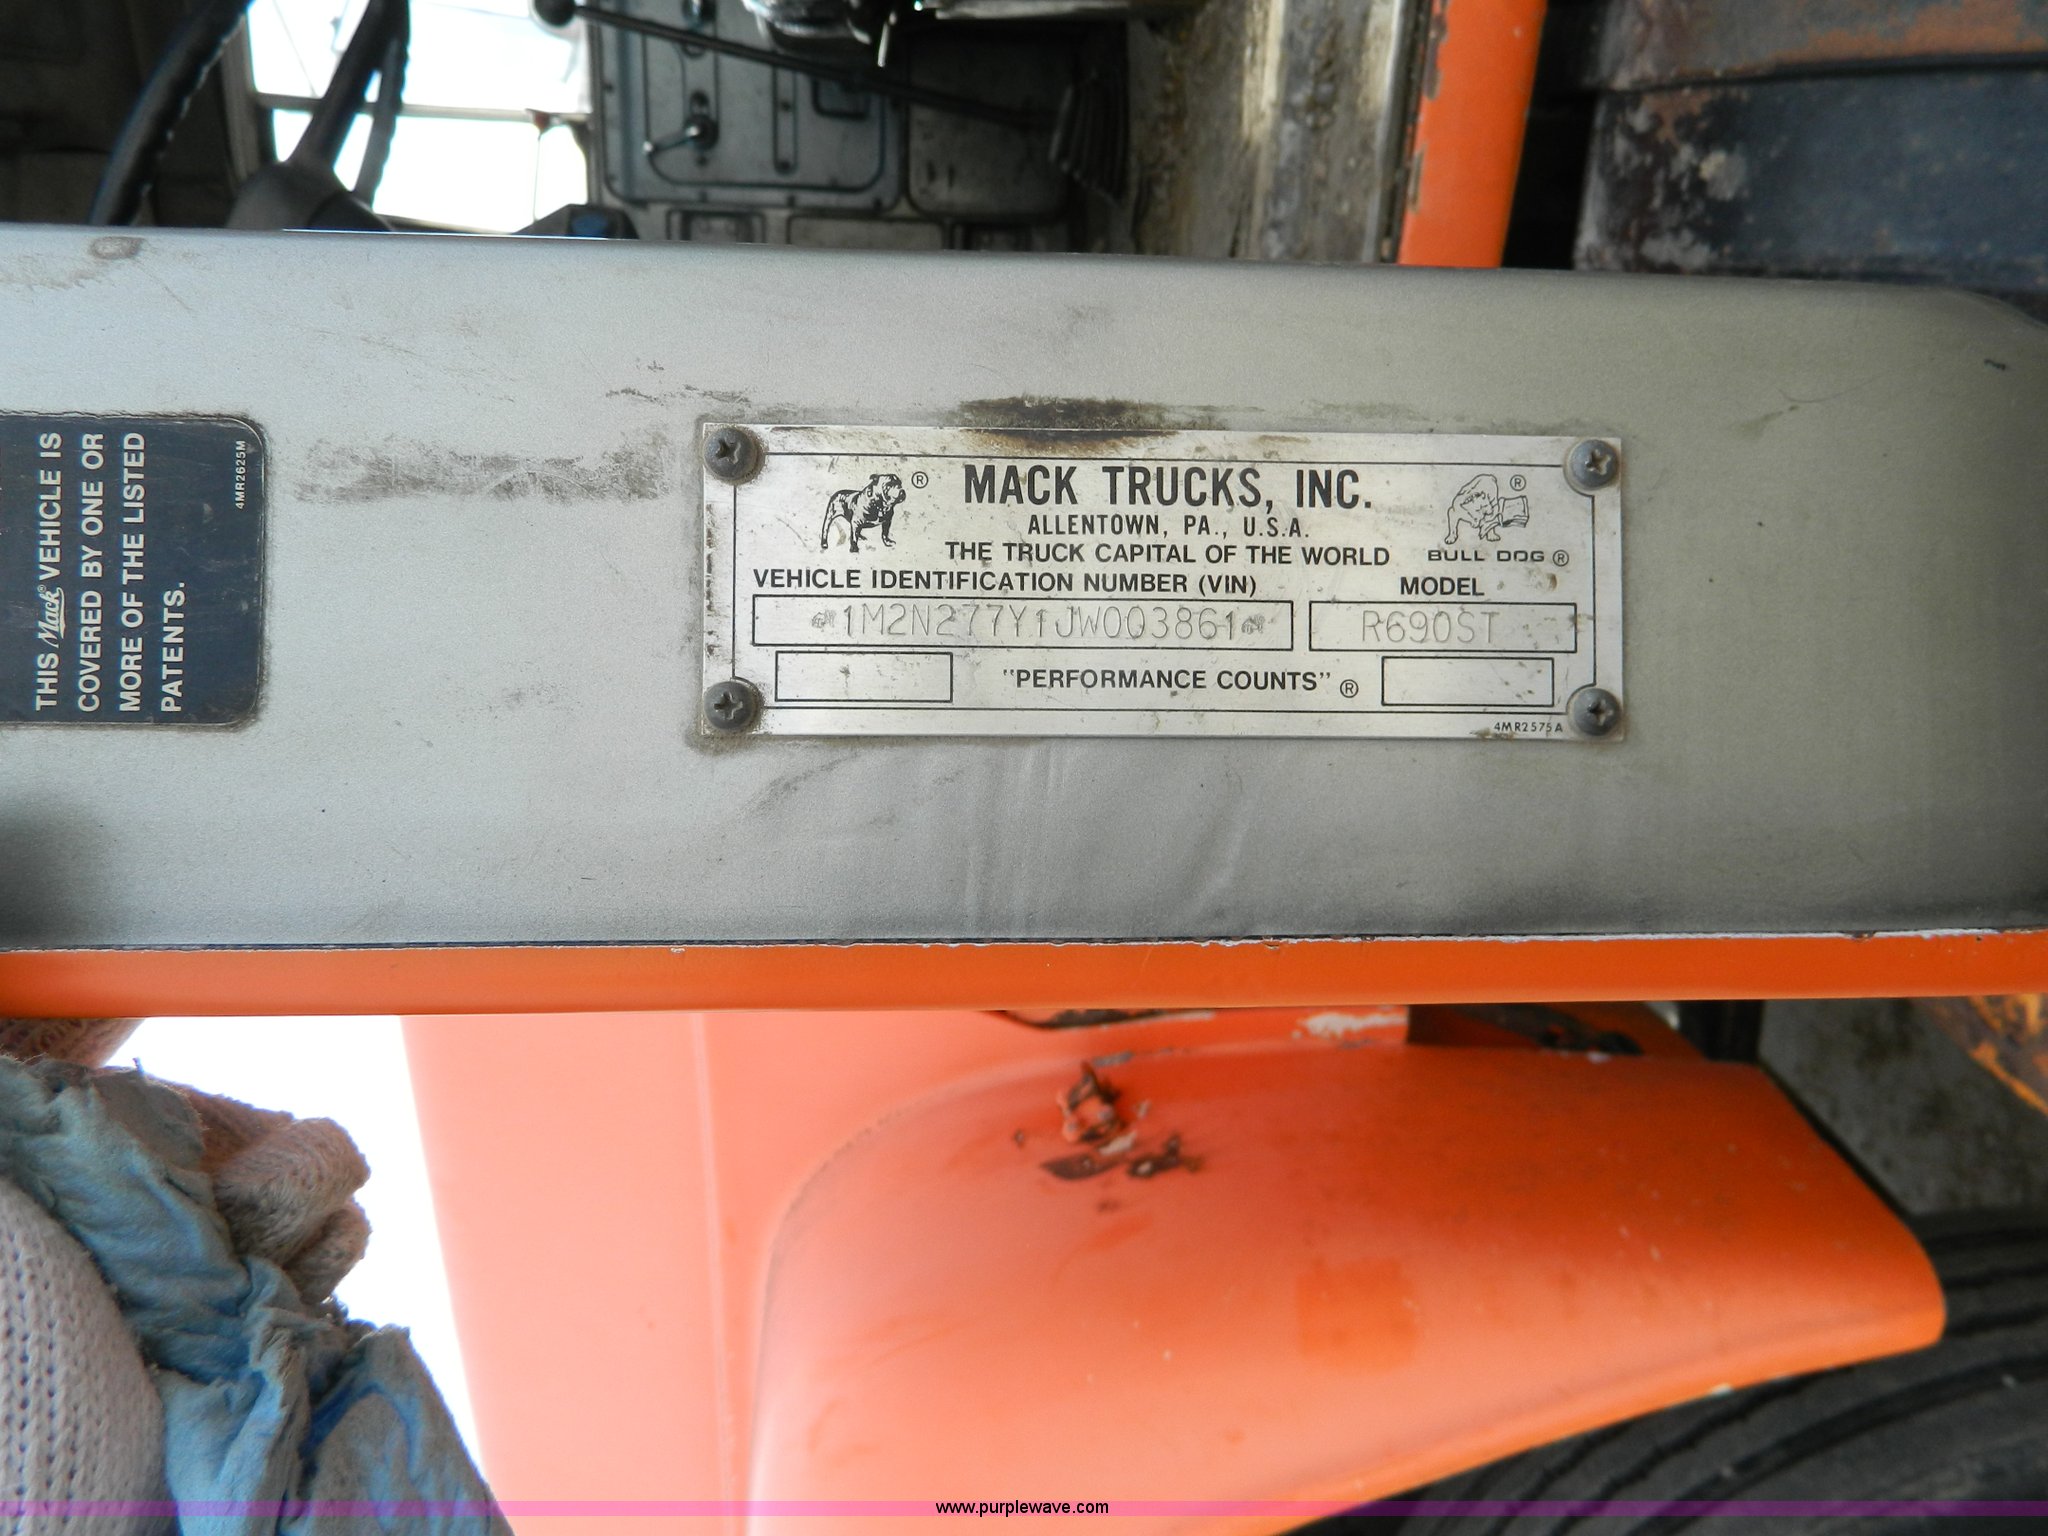 THIS Mack® VEHICLE IS
COVERED BY ONE OR
MORE OF THE LISTED
PATENTS.
4MR2625M
® MACK TRUCKS, INC. ®
ALLENTOWN, PA., U.S.A.
THE TRUCK CAPITAL OF THE WORLD
BULL DOG ®
VEHICLE IDENTIFICATION NUMBER (VIN) MODEL
1M2N277Y1JW003861 R690ST
"PERFORMANCE COUNTS" ®
4MR2575A
www.purplewave.com